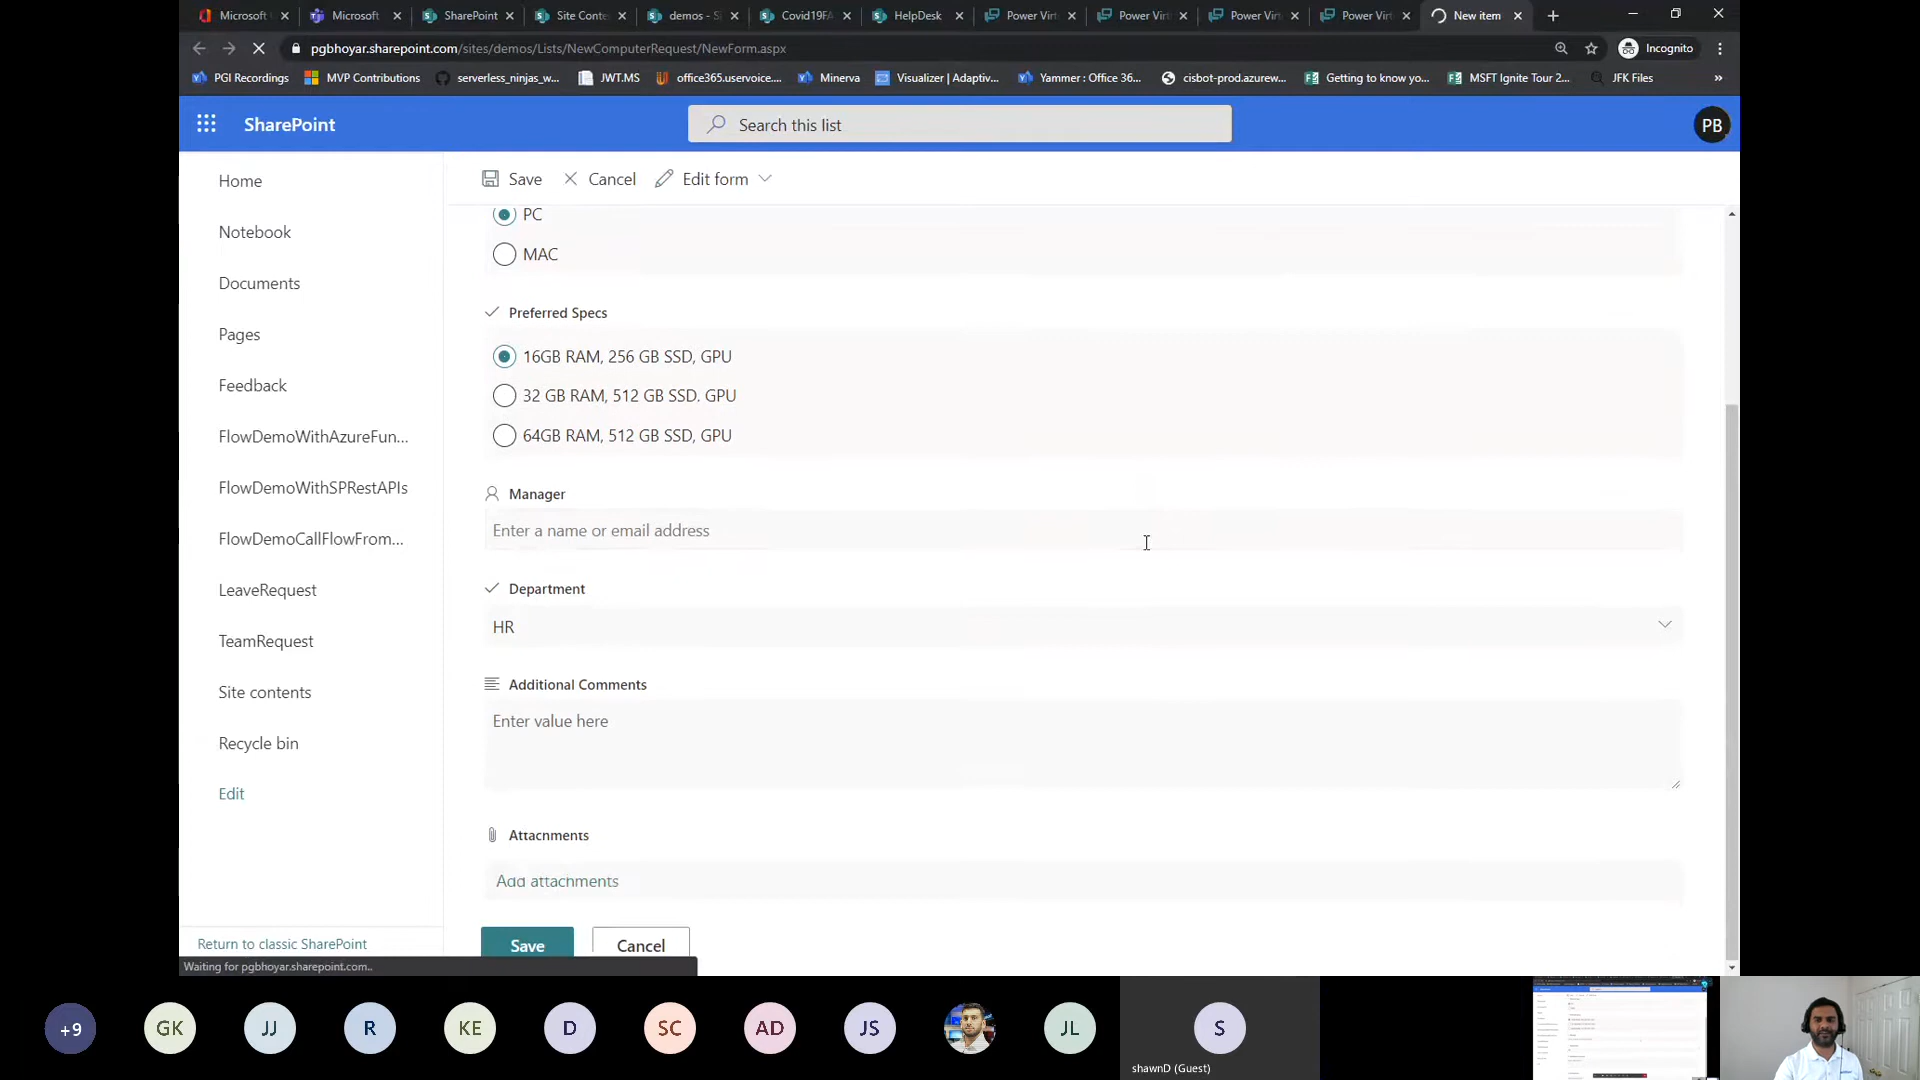 Microsoft
Microsoft
SharePoint
Site Conte
demos - Si
Covid19FA
HelpDesk
Power Virt
Power Virt
Power Virt
Power Virt
New item
pgbhoyar.sharepoint.com/sites/demos/Lists/NewComputerRequest/NewForm.aspx
Incognito
PGI Recordings
MVP Contributions
serverless_ninjas_w...
JWT.MS
office365.uservoice....
Minerva
Visualizer | Adaptiv...
Yammer : Office 36...
cisbot-prod.azurew...
Getting to know yo...
MSFT Ignite Tour 2...
JFK Files
»
SharePoint
Search this list
PB
Home
Notebook
Documents
Pages
Feedback
FlowDemoWithAzureFun...
FlowDemoWithSPRestAPIs
FlowDemoCallFlowFrom...
LeaveRequest
TeamRequest
Site contents
Recycle bin
Edit
Return to classic SharePoint
Waiting for pgbhoyar.sharepoint.com..
Save
Cancel
Edit form
PC
MAC
Preferred Specs
16GB RAM, 256 GB SSD, GPU
32 GB RAM, 512 GB SSD. GPU
64GB RAM, 512 GB SSD, GPU
Manager
Enter a name or email address
Department
HR
Additional Comments
Enter value here
Attachments
Add attachments
Save
Cancel
+9
GK
JJ
R
KE
D
SC
AD
JS
JL
S
shawnD (Guest)